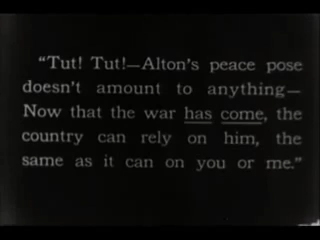 “Tut! Tut!—Alton’s peace pose
doesn’t amount to anything—
Now that the war has come, the
country can rely on him, the
same as it can on you or me.”